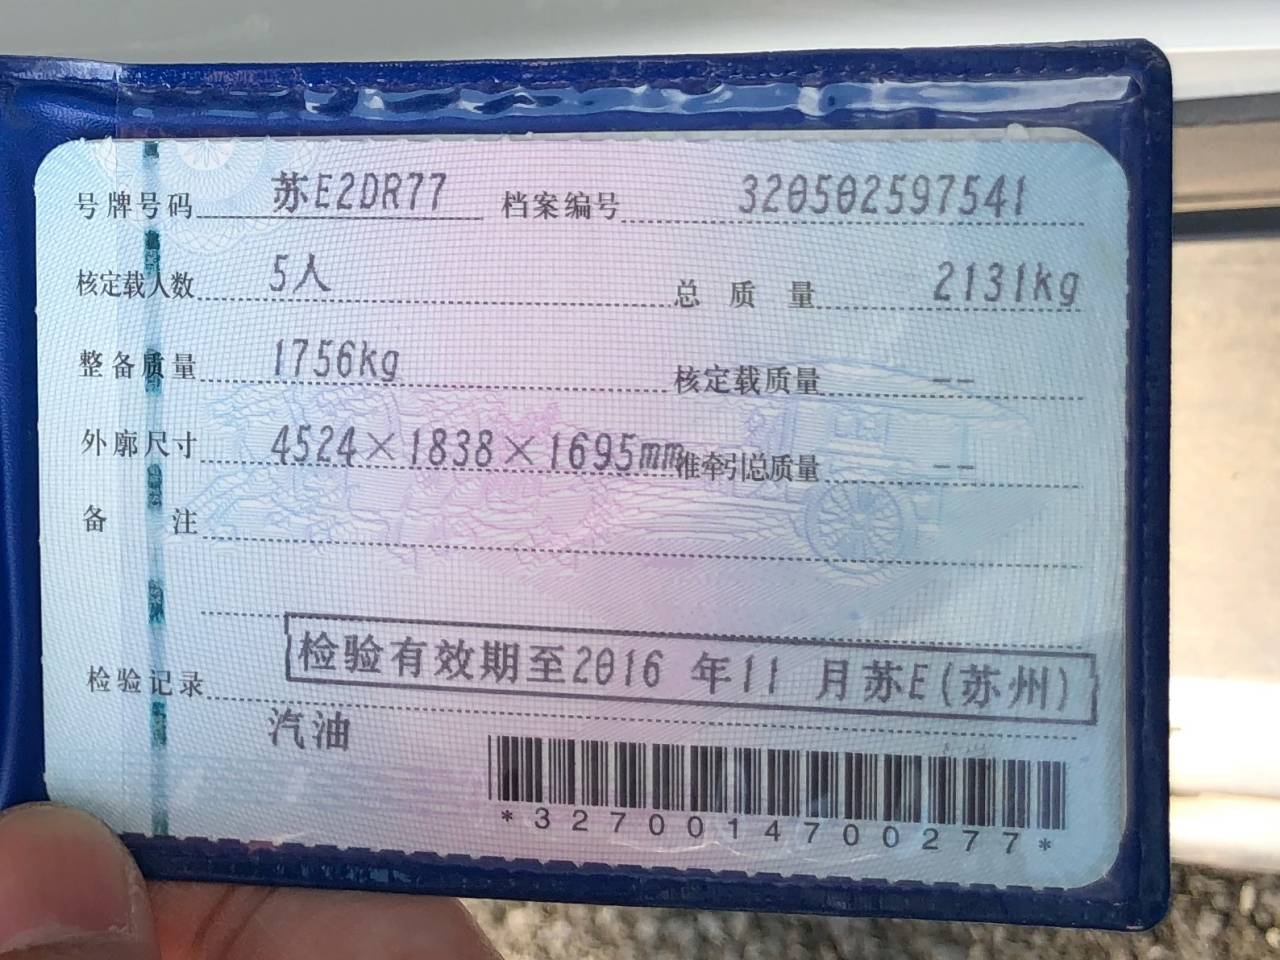 号牌号码 苏E2DR77 档案编号 320502597541
核定载人数 5人 总质量 2131kg
整备质量 1756kg 核定载质量 --
外廓尺寸 4524×1838×1695mm 准牵引总质量 --
备注
检验记录 检验有效期至2016 年11 月苏E(苏州)
汽油
*3270014700277*